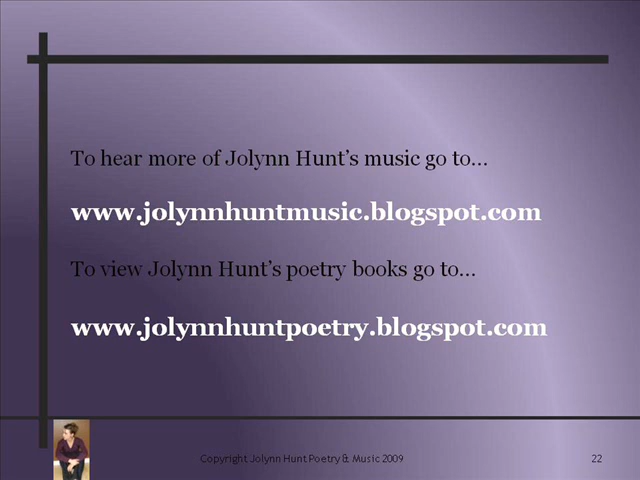 To hear more of Jolynn Hunt’s music go to…
www.jolynnhuntmusic.blogspot.com
To view Jolynn Hunt’s poetry books go to…
www.jolynnhuntpoetry.blogspot.com
Copyright Jolynn Hunt Poetry & Music 2009
22